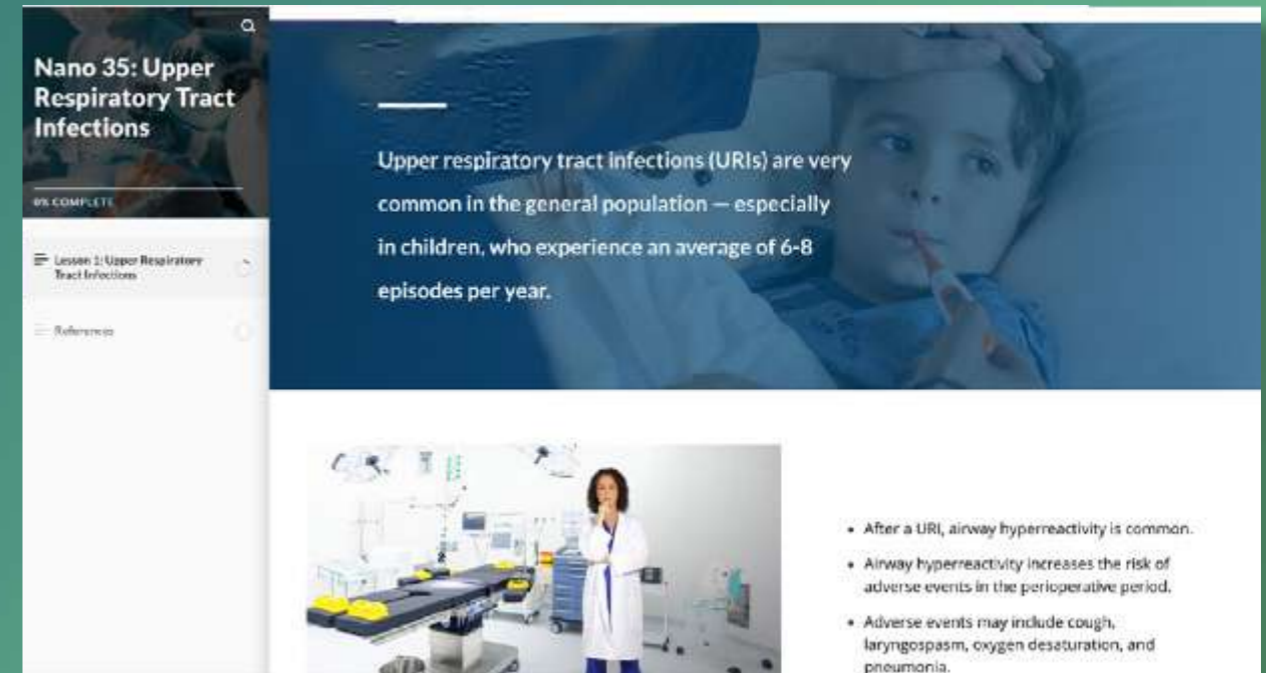 Nano 35: Upper
Respiratory Tract
Infections
0% COMPLETE
Lesson 1: Upper Respiratory
Tract Infections
References
Upper respiratory tract infections (URIs) are very
common in the general population — especially
in children, who experience an average of 6-8
episodes per year.
• After a URI, airway hyperreactivity is common.
• Airway hyperreactivity increases the risk of
adverse events in the perioperative period.
• Adverse events may include cough,
laryngospasm, oxygen desaturation, and
pneumonia.